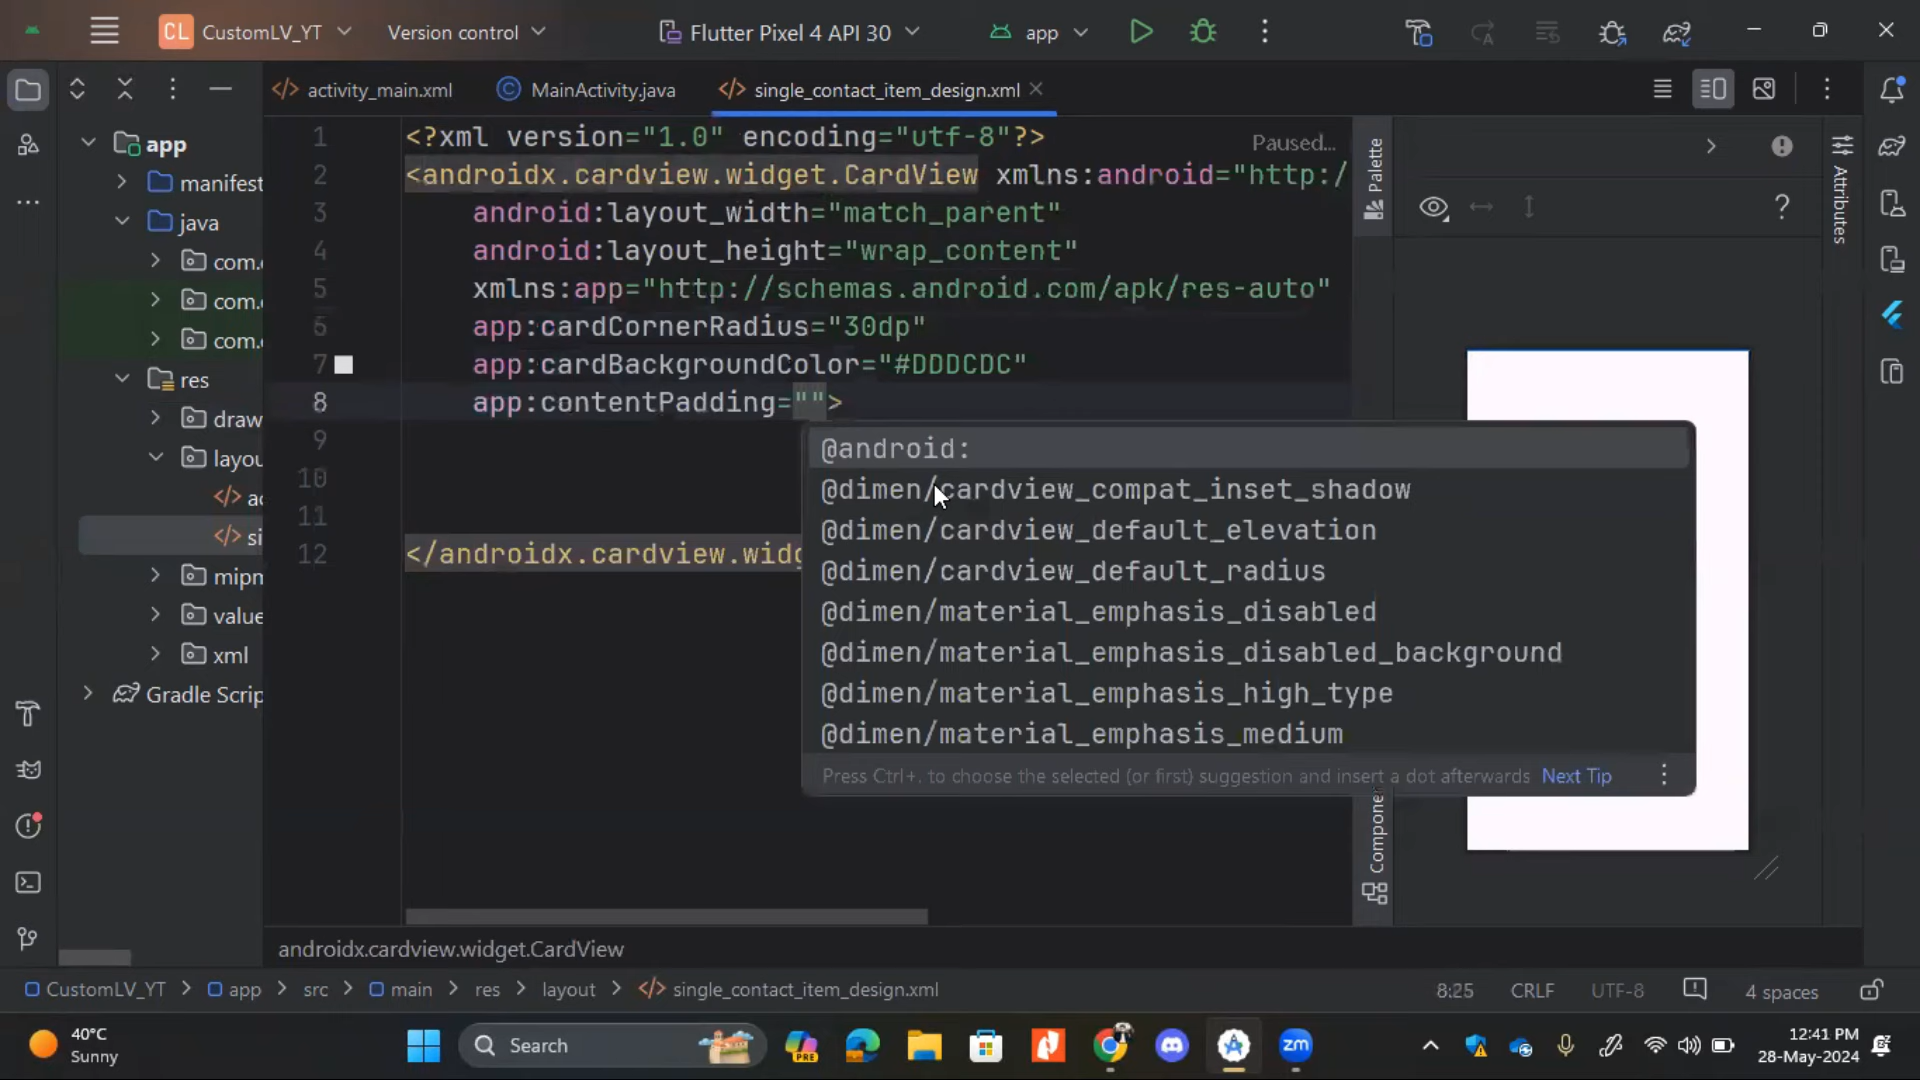 CL CustomLV_YT Version control Flutter Pixel 4 API 30 app
activity_main.xml MainActivity.java single_contact_item_design.xml
app
manifest
java
com.
com.
com.
res
draw
layou
ac
si
mipm
value
xml
Gradle Scrip
1 <?xml version="1.0" encoding="utf-8"?>
Paused...
2 <androidx.cardview.widget.CardView xmlns:android="http:/
3 android:layout_width="match_parent"
4 android:layout_height="wrap_content"
5 xmlns:app="http://schemas.android.com/apk/res-auto"
6 app:cardCornerRadius="30dp"
7 app:cardBackgroundColor="#DDDCDC"
8 app:contentPadding="">
9
10
11
12 </androidx.cardview.widg
@android:
@dimen/cardview_compat_inset_shadow
@dimen/cardview_default_elevation
@dimen/cardview_default_radius
@dimen/material_emphasis_disabled
@dimen/material_emphasis_disabled_background
@dimen/material_emphasis_high_type
@dimen/material_emphasis_medium
Press Ctrl+. to choose the selected (or first) suggestion and insert a dot afterwards Next Tip
Palette
Componen
Attributes
?
androidx.cardview.widget.CardView
CustomLV_YT > app > src > main > res > layout > single_contact_item_design.xml
8:25 CRLF UTF-8 4 spaces
40°C
Sunny
Search
PRE
zm
12:41 PM
28-May-2024